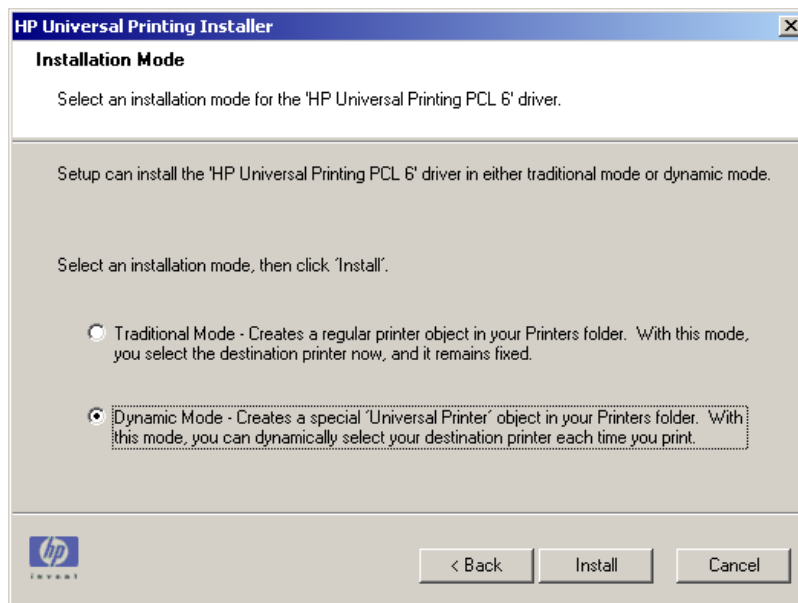 HP Universal Printing Installer
Installation Mode
Select an installation mode for the 'HP Universal Printing PCL 6' driver.
Setup can install the 'HP Universal Printing PCL 6' driver in either traditional mode or dynamic mode.
Select an installation mode, then click 'Install'.
Traditional Mode - Creates a regular printer object in your Printers folder. With this mode,
you select the destination printer now, and it remains fixed.
Dynamic Mode - Creates a special 'Universal Printer' object in your Printers folder. With
this mode, you can dynamically select your destination printer each time you print.
hp
invent
< Back
Install
Cancel